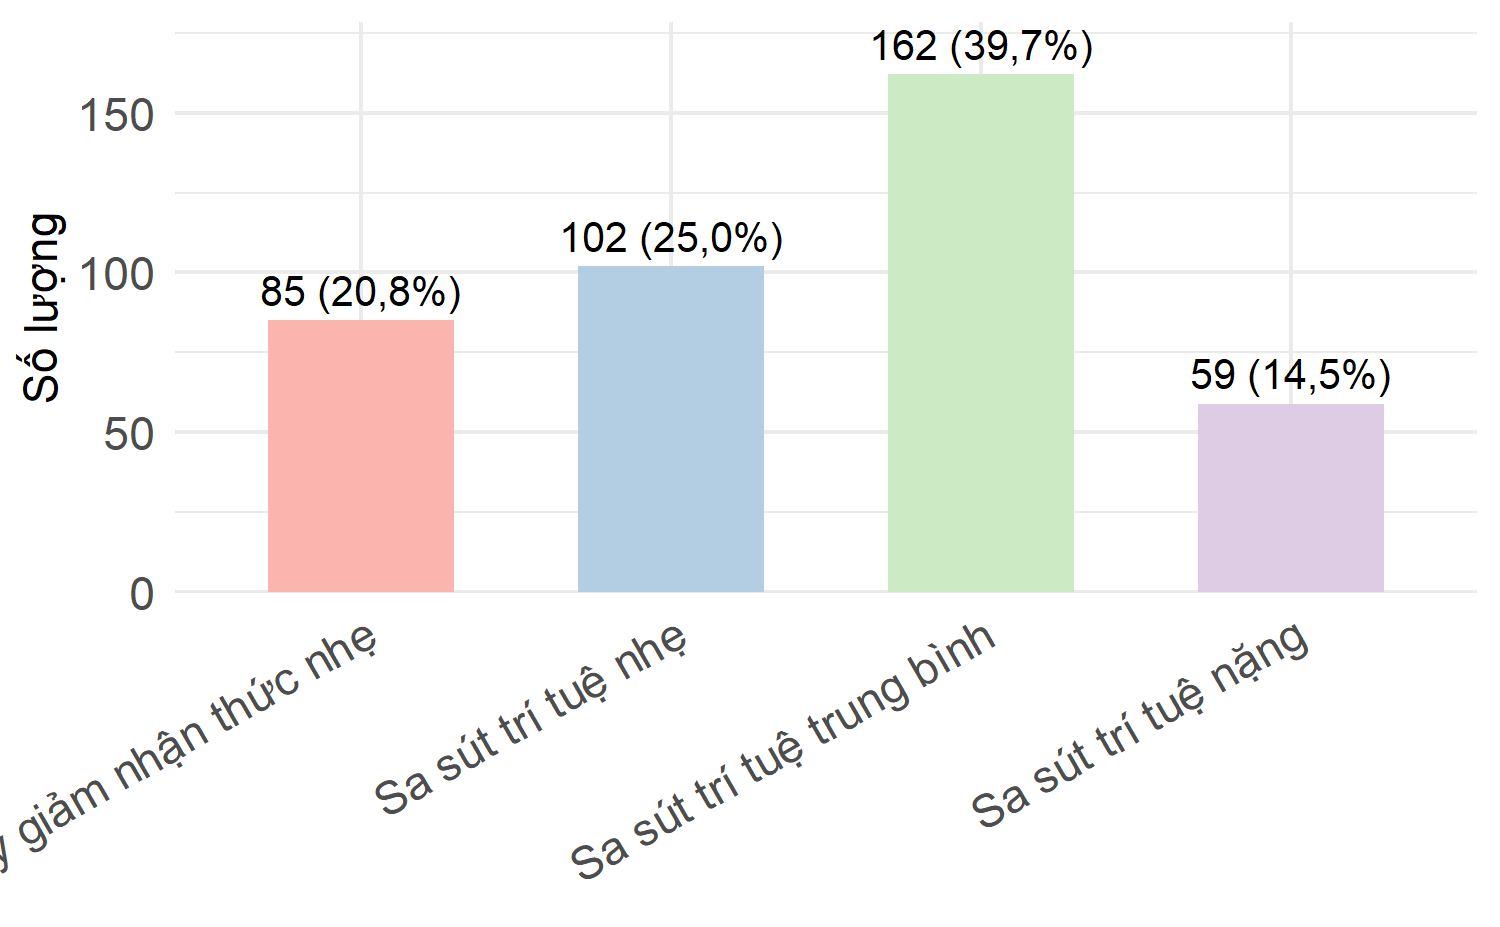 162 (39,7%)
150
102 (25,0%)
100
85 (20,8%)
59 (14,5%)
50
0
Số lượng
giảm nhận thức nhẹ
Sa sút trí tuệ nhẹ
Sa sút trí tuệ trung bình
Sa sút trí tuệ nặng